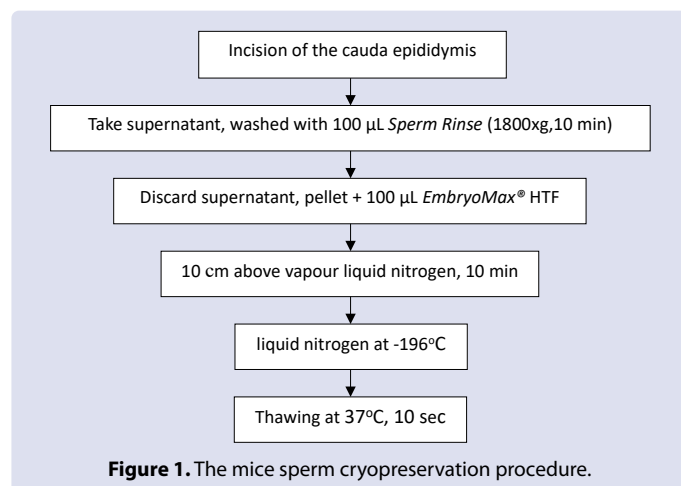 Incision of the cauda epididymis
Take supernatant, washed with 100 µL Sperm Rinse (1800xg,10 min)
Discard supernatant, pellet + 100 µL EmbryoMax® HTF
10 cm above vapour liquid nitrogen, 10 min
liquid nitrogen at -196°C
Thawing at 37°C, 10 sec
Figure 1. The mice sperm cryopreservation procedure.